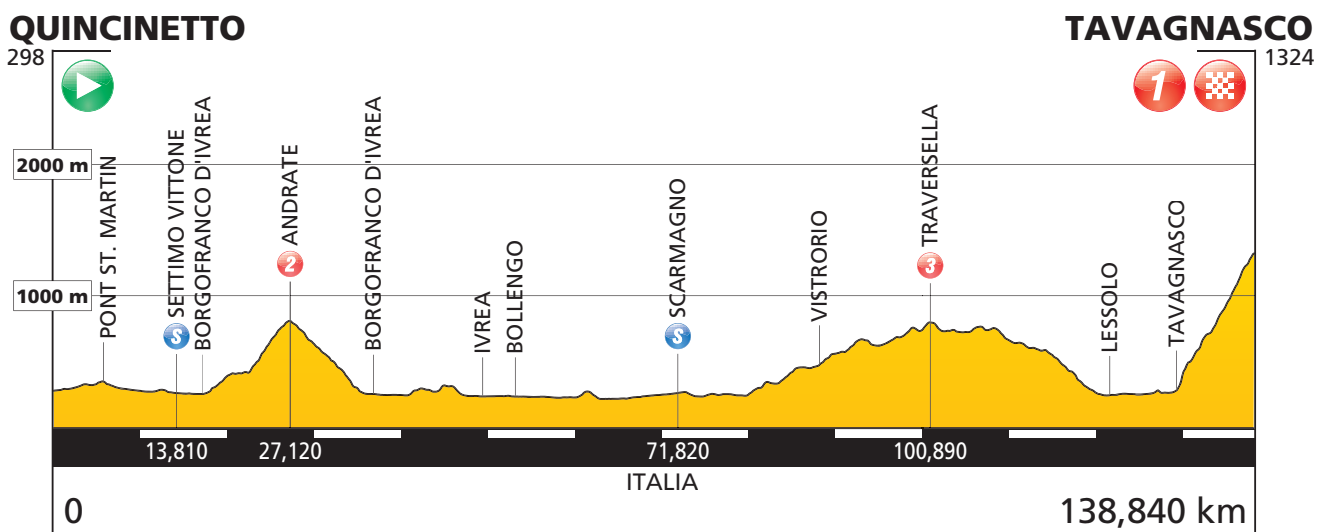 QUINCINETTO
TAVAGNASCO
298
1324
1
2000 m
1000 m
PONT ST. MARTIN
S SETTIMO VITTONE
BORGOFRANCO D'IVREA
2 ANDRATE
BORGOFRANCO D'IVREA
IVREA
BOLLENGO
S SCARMAGNO
VISTRORIO
3 TRAVERSELLA
LESSOLO
TAVAGNASCO
13,810 27,120 71,820 100,890
ITALIA
0 138,840 km